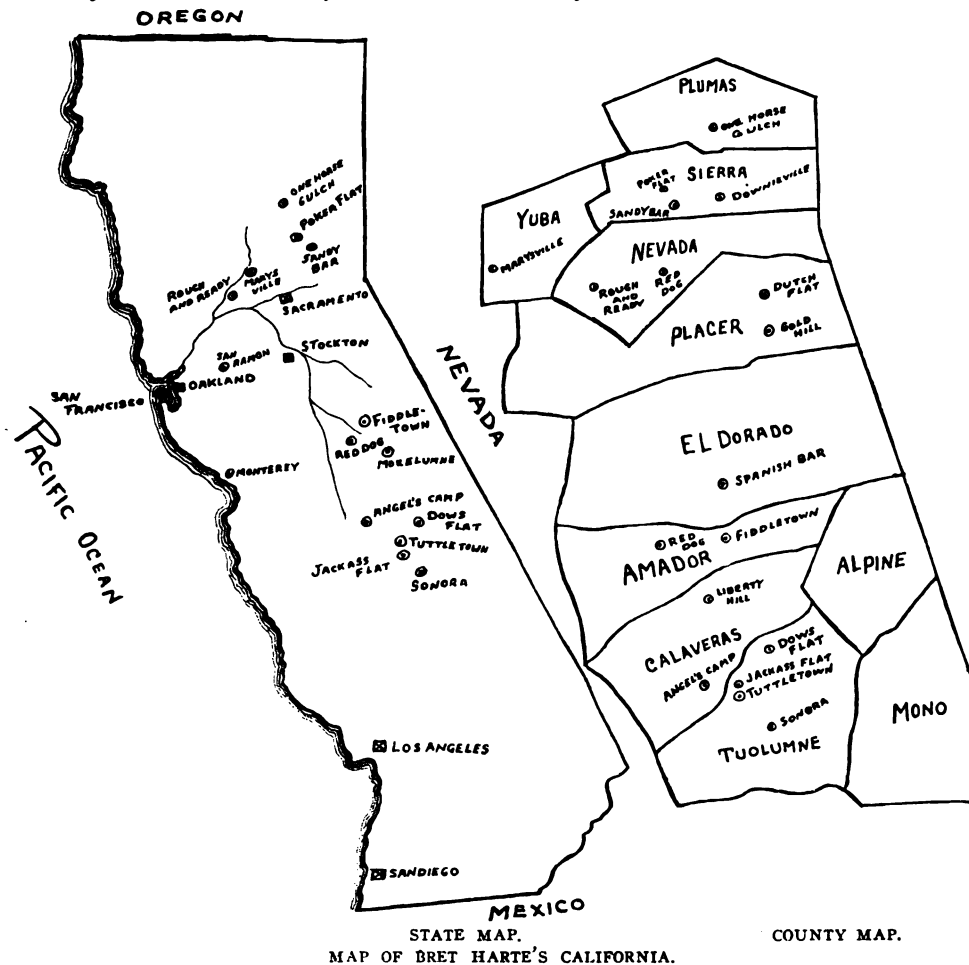 OREGON
ONE HORSE
GULCH
POKER FLAT
SANDY
BAR
ROUGH
AND READY
MARYS
VILLE
SACRAMENTO
STOCKTON
SAN
RAMON
OAKLAND
SAN
FRANCISCO
NEVADA
PACIFIC OCEAN
FIDDLE-
TOWN
RED DOG
MOKELUMNE
MONTEREY
ANGEL'S CAMP
DOWS
FLAT
TUTTLETOWN
JACKASS
FLAT
SONORA
LOS ANGELES
SANDIEGO
MEXICO
STATE MAP.
PLUMAS
ONE HORSE
GULCH
SIERRA
POKER
FLAT
DOWNIEVILLE
SANDY BAR
YUBA
MARYSVILLE
NEVADA
ROUGH
AND
READY
RED
DOG
DUTCH
FLAT
PLACER
GOLD
HILL
EL DORADO
SPANISH BAR
RED
DOG
FIDDLETOWN
AMADOR
ALPINE
LIBERTY
HILL
CALAVERAS
DOWS
FLAT
ANGEL'S CAMP
JACKASS FLAT
TUTTLETOWN
SONORA
TUOLUMNE
MONO
COUNTY MAP.
MAP OF BRET HARTE'S CALIFORNIA.